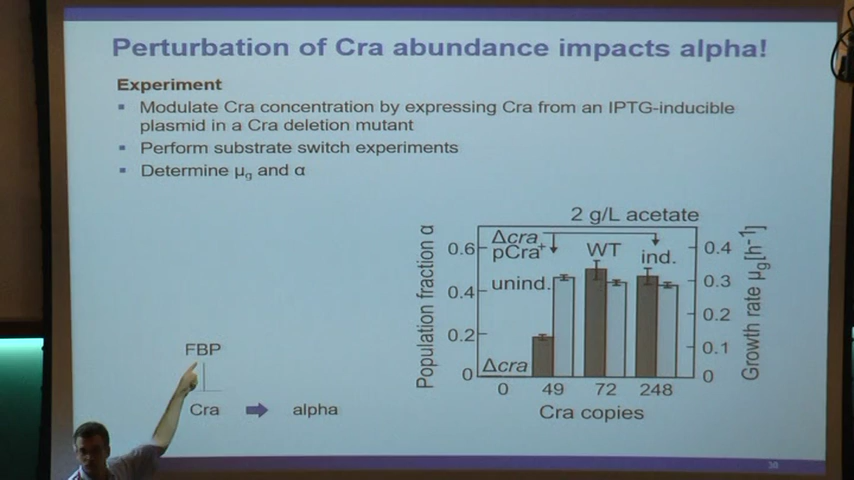 Perturbation of Cra abundance impacts alpha!
Experiment
Modulate Cra concentration by expressing Cra from an IPTG-inducible
plasmid in a Cra deletion mutant
Perform substrate switch experiments
Determine μg and α
2 g/L acetate
Population fraction α
0.6
0.4
0.2
0
Δcra
pCra+
unind.
WT
ind.
Δcra
0.4
0.3
0.2
0.1
0
Growth rate μg[h-1]
0 49 72 248
Cra copies
FBP
Cra alpha
38